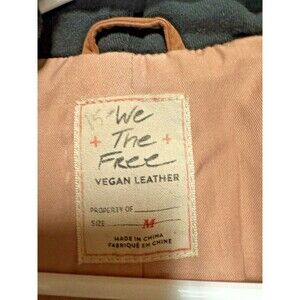 We
+ The +
Free
VEGAN LEATHER
PROPERTY OF
SIZE M
MADE IN CHINA
FABRIQUÉ EN CHINE